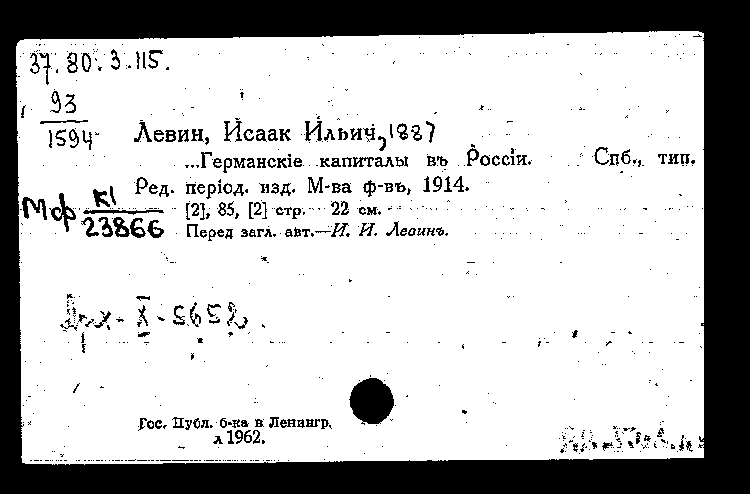 37.80.3.115.
93
1594
Левин, Исаак Ильич, 1887
...Германскіе капиталы въ Россіи. Спб., тип.
Ред. період. изд. М-ва ф-въ, 1914.
Мф К1
23866
[2], 85, [2] стр. 22 см.
Перед загл. авт.—И. И. Левинъ.
Арх-X-5652.
Гос. Публ. б-ка в Ленингр.
л 1962.